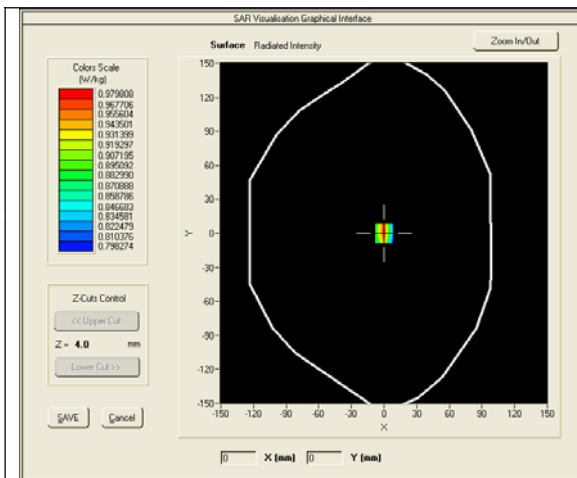 SAR Visualisation Graphical Interface
Surface Radiated Intensity
Zoom In/Out
Colors Scale
(W/kg)
0.979808
0.967706
0.955604
0.943501
0.931399
0.919297
0.907195
0.895092
0.882990
0.870888
0.858786
0.846683
0.834581
0.822479
0.810376
0.798274
Z-Cuts Control
<< Upper Cut
Z = 4.0 mm
Lower Cut >>
SAVE Cancel
150
120
90
60
30
0
-30
-60
-90
-120
-150
Y
-150 -120 -90 -60 -30 0 30 60 90 120 150
X
0 X (mm) 0 Y (mm)